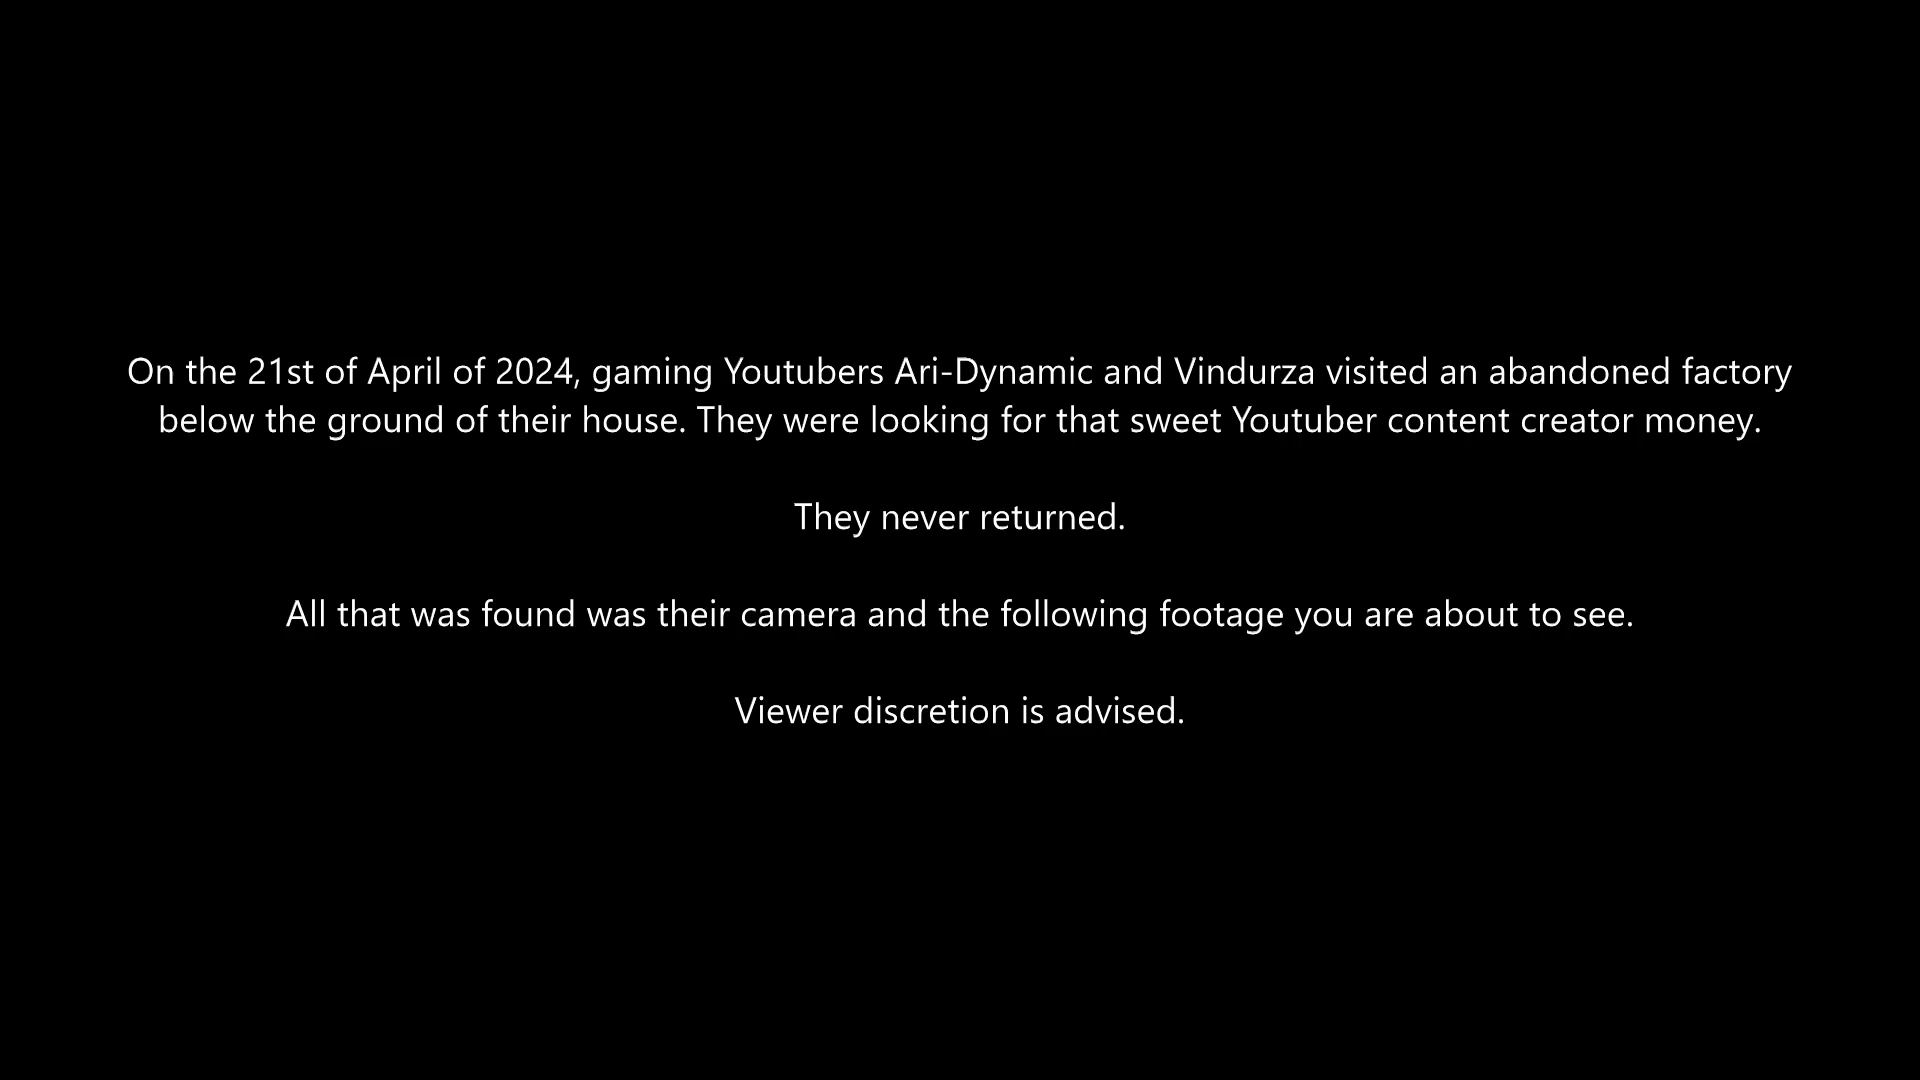 On the 21st of April of 2024, gaming Youtubers Ari-Dynamic and Vindurza visited an abandoned factory
below the ground of their house. They were looking for that sweet Youtuber content creator money.
They never returned.
All that was found was their camera and the following footage you are about to see.
Viewer discretion is advised.